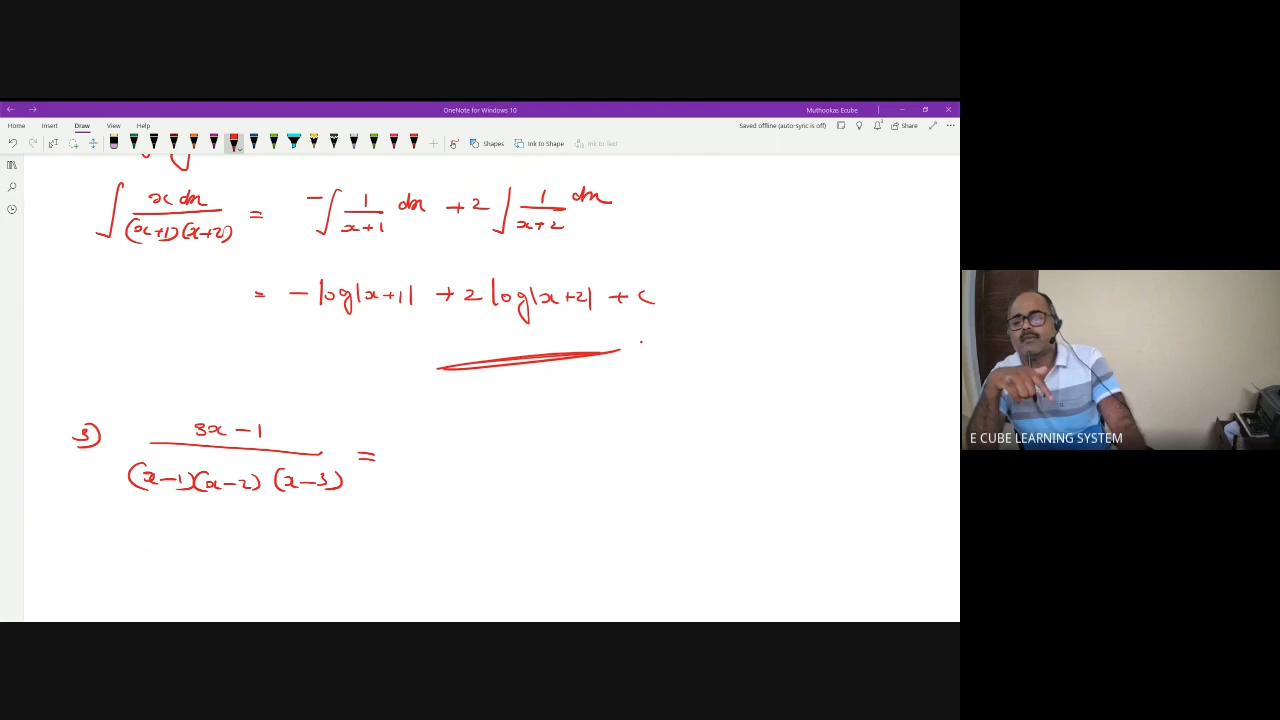 OneNote for Windows 10
Muthookas Ecube
Home Insert Draw View Help
Saved offline (auto-sync is off) Share
Shapes Ink to Shape Ink to Text
∫ x dx / (x+1)(x+2) = -∫ 1/(x+1) dx + 2 ∫ 1/(x+2) dx
= - log|x+1| + 2 log|x+2| + c
3) 3x-1 / (x-1)(x-2)(x-3) =
E CUBE LEARNING SYSTEM